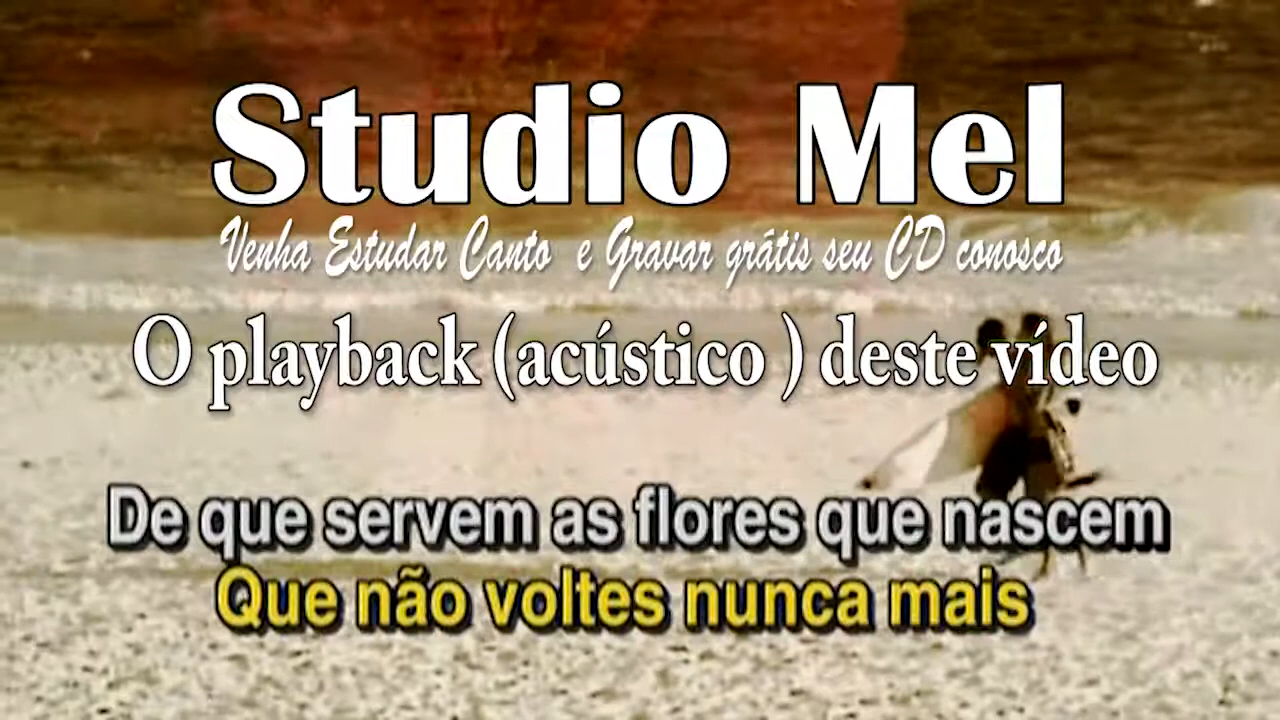 Studio Mel
Venha Estudar Canto e Gravar grátis seu CD conosco
O playback (acústico ) deste vídeo
De que servem as flores que nascem
Que não voltes nunca mais